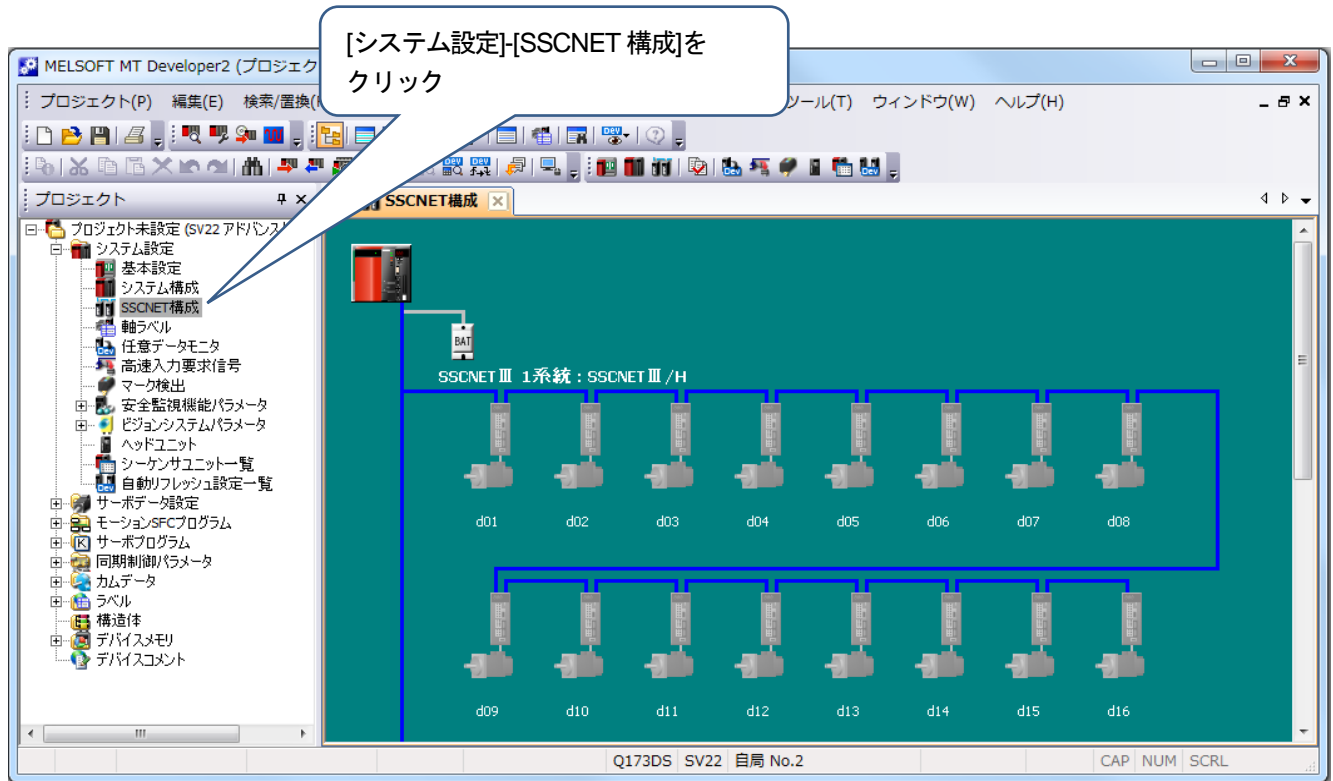 [システム設定]-[SSCNET 構成]を
クリック
MELSOFT MT Developer2 (プロジェク
プロジェクト(P) 編集(E) 検索/置換( ツール(T) ウィンドウ(W) ヘルプ(H)
プロジェクト
SSCNET構成
プロジェクト未設定 (SV22 アドバンス
システム設定
基本設定
システム構成
SSCNET構成
軸ラベル
任意データモニタ
高速入力要求信号
マーク検出
安全監視機能パラメータ
ビジョンシステムパラメータ
ヘッドユニット
シーケンサユニット一覧
自動リフレッシュ設定一覧
サーボデータ設定
モーションSFCプログラム
サーボプログラム
同期制御パラメータ
カムデータ
ラベル
構造体
デバイスメモリ
デバイスコメント
BAT
SSCNETⅢ 1系統 : SSCNETⅢ/H
d01 d02 d03 d04 d05 d06 d07 d08
d09 d10 d11 d12 d13 d14 d15 d16
Q173DS SV22 自局 No.2 CAP NUM SCRL